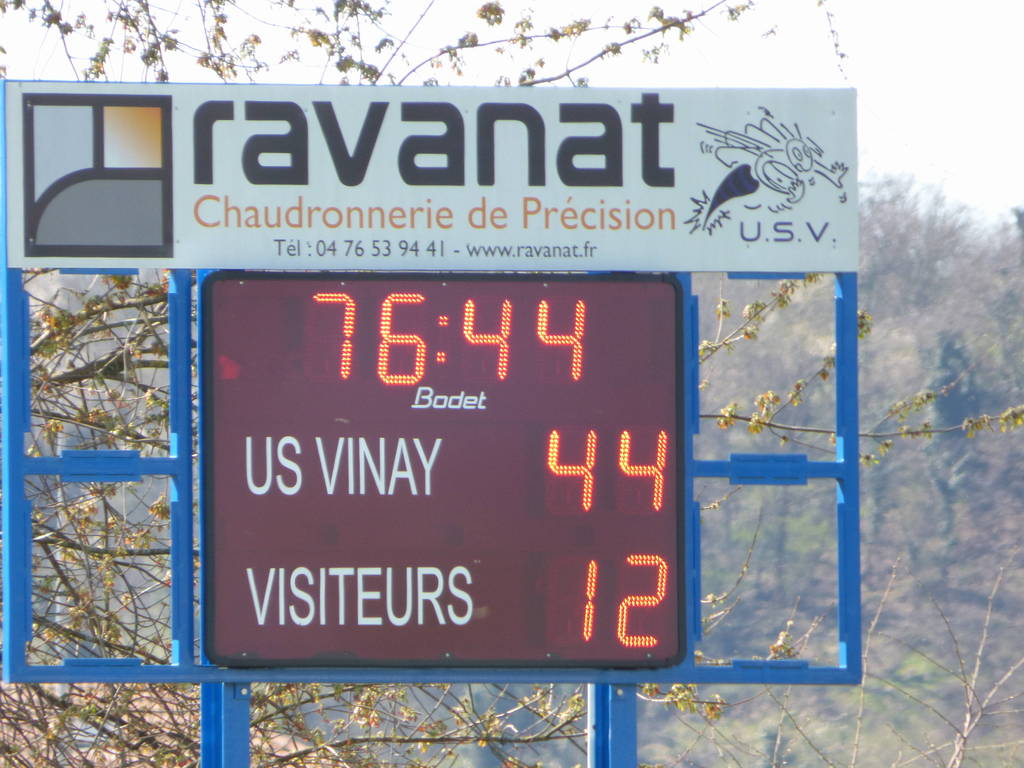 ravanat
Chaudronnerie de Précision
Tél : 04 76 53 94 41 - www.ravanat.fr
U.S.V.
76:44
Bodet
US VINAY 44
VISITEURS 12